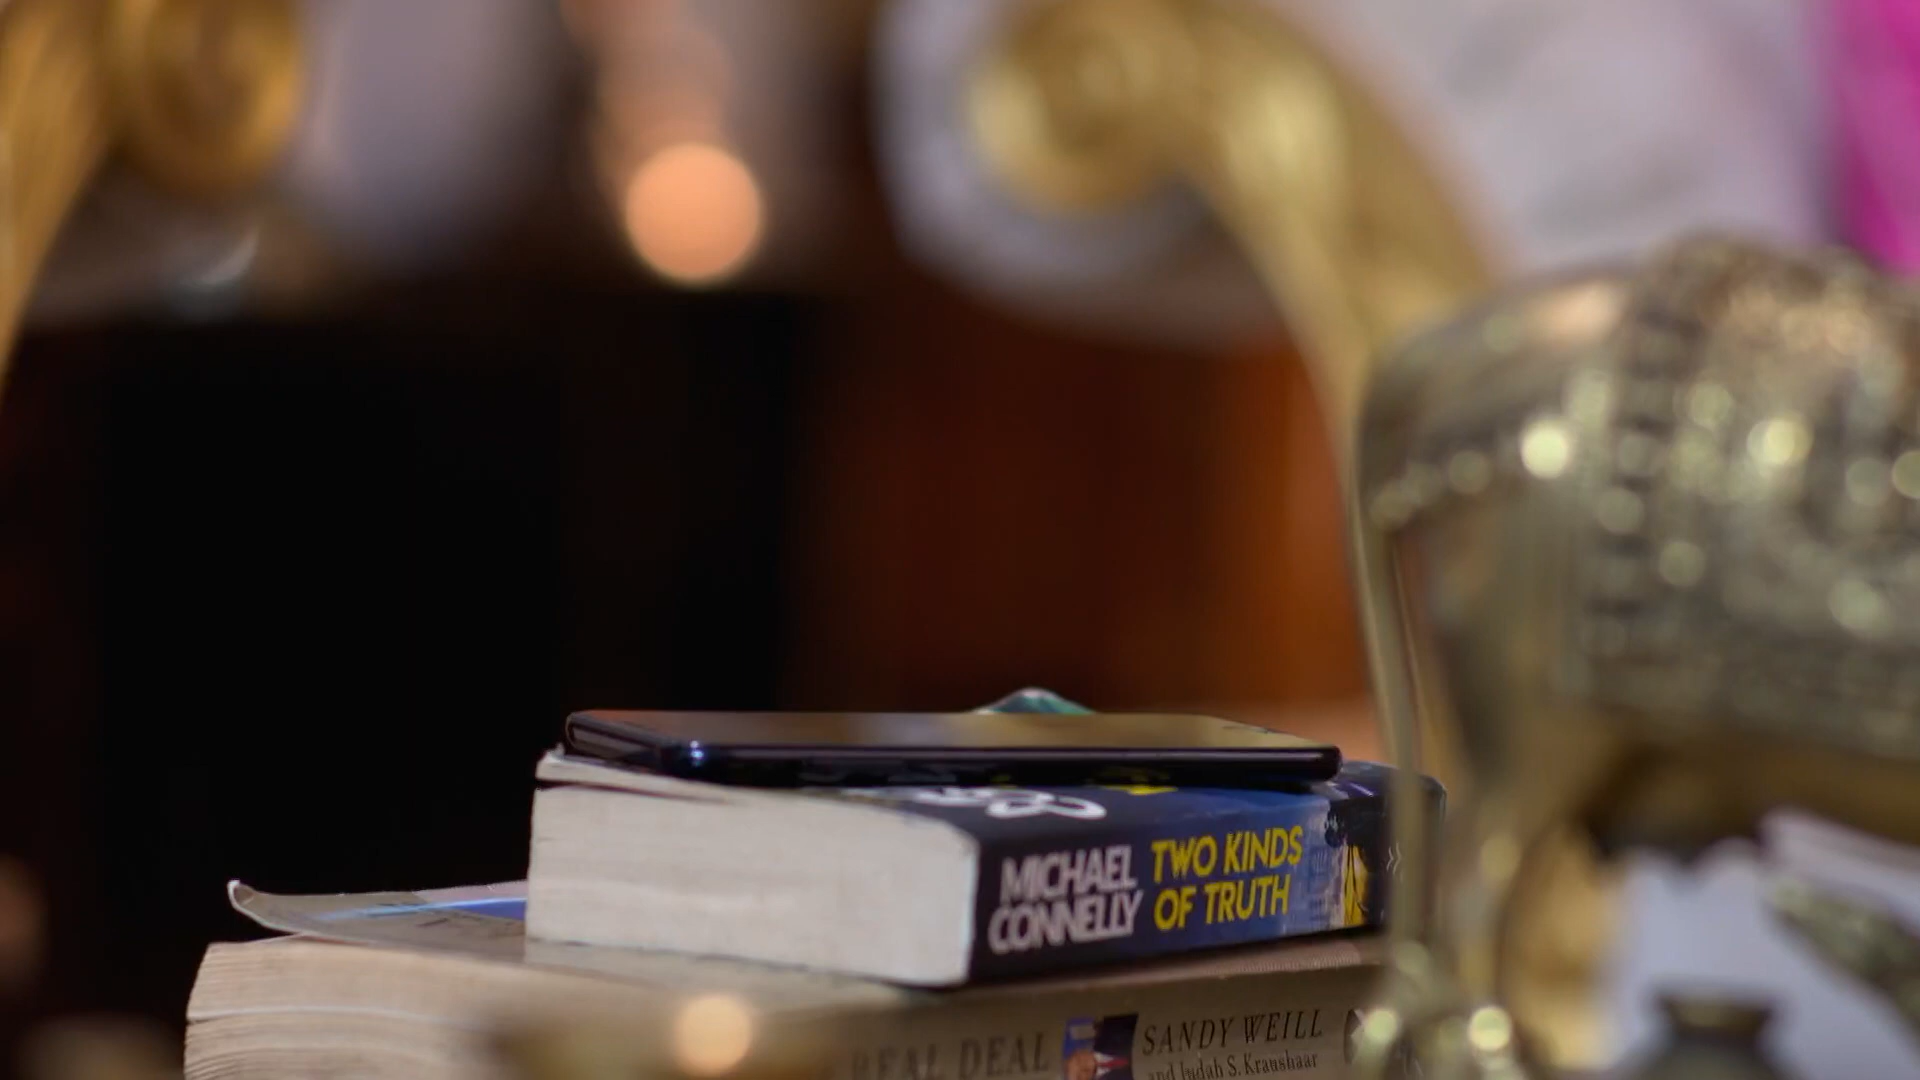 MICHAEL
CONNELLY
TWO KINDS
OF TRUTH
REAL DEAL
SANDY WEILL
and Judah S. Kraushaar